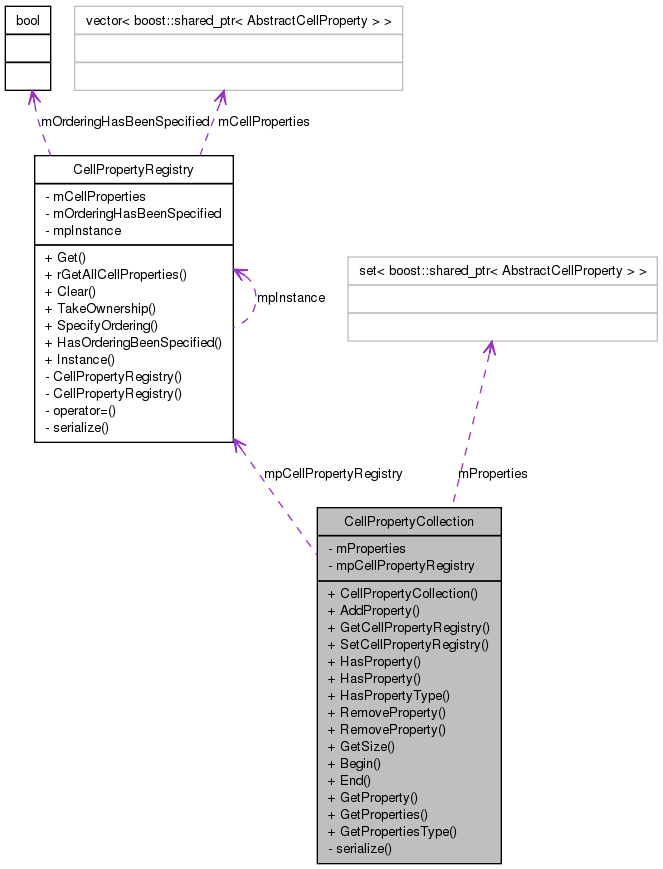 bool
vector< boost::shared_ptr< AbstractCellProperty > >
mOrderingHasBeenSpecified
mCellProperties
CellPropertyRegistry
- mCellProperties
- mOrderingHasBeenSpecified
- mpInstance
+ Get()
+ rGetAllCellProperties()
+ Clear()
+ TakeOwnership()
+ SpecifyOrdering()
+ HasOrderingBeenSpecified()
+ Instance()
- CellPropertyRegistry()
- CellPropertyRegistry()
- operator=()
- serialize()
mpInstance
set< boost::shared_ptr< AbstractCellProperty > >
mpCellPropertyRegistry
mProperties
CellPropertyCollection
- mProperties
- mpCellPropertyRegistry
+ CellPropertyCollection()
+ AddProperty()
+ GetCellPropertyRegistry()
+ SetCellPropertyRegistry()
+ HasProperty()
+ HasProperty()
+ HasPropertyType()
+ RemoveProperty()
+ RemoveProperty()
+ GetSize()
+ Begin()
+ End()
+ GetProperty()
+ GetProperties()
+ GetPropertiesType()
- serialize()